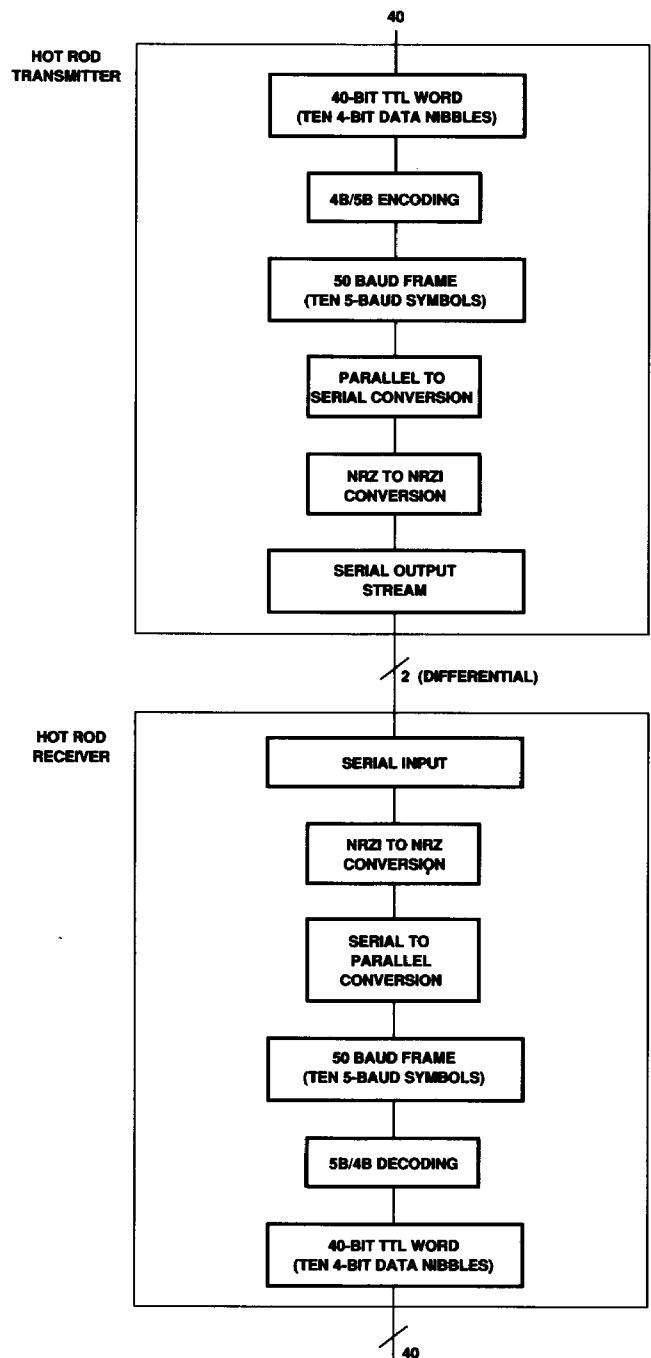 40
HOT ROD
TRANSMITTER
40-BIT TTL WORD
(TEN 4-BIT DATA NIBBLES)
4B/5B ENCODING
50 BAUD FRAME
(TEN 5-BAUD SYMBOLS)
PARALLEL TO
SERIAL CONVERSION
NRZ TO NRZI
CONVERSION
SERIAL OUTPUT
STREAM
2 (DIFFERENTIAL)
HOT ROD
RECEIVER
SERIAL INPUT
NRZI TO NRZ
CONVERSION
SERIAL TO
PARALLEL
CONVERSION
50 BAUD FRAME
(TEN 5-BAUD SYMBOLS)
5B/4B DECODING
40-BIT TTL WORD
(TEN 4-BIT DATA NIBBLES)
40